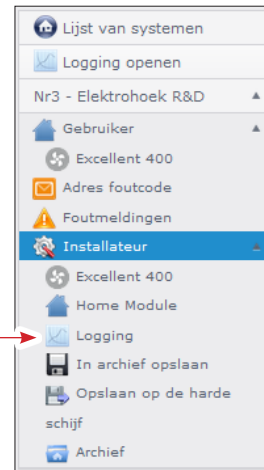 Lijst van systemen
Logging openen
Nr3 - Elektrohoek R&D
Gebruiker
Excellent 400
Adres foutcode
Foutmeldingen
Installateur
Excellent 400
Home Module
Logging
In archief opslaan
Opslaan op de harde
schijf
Archief